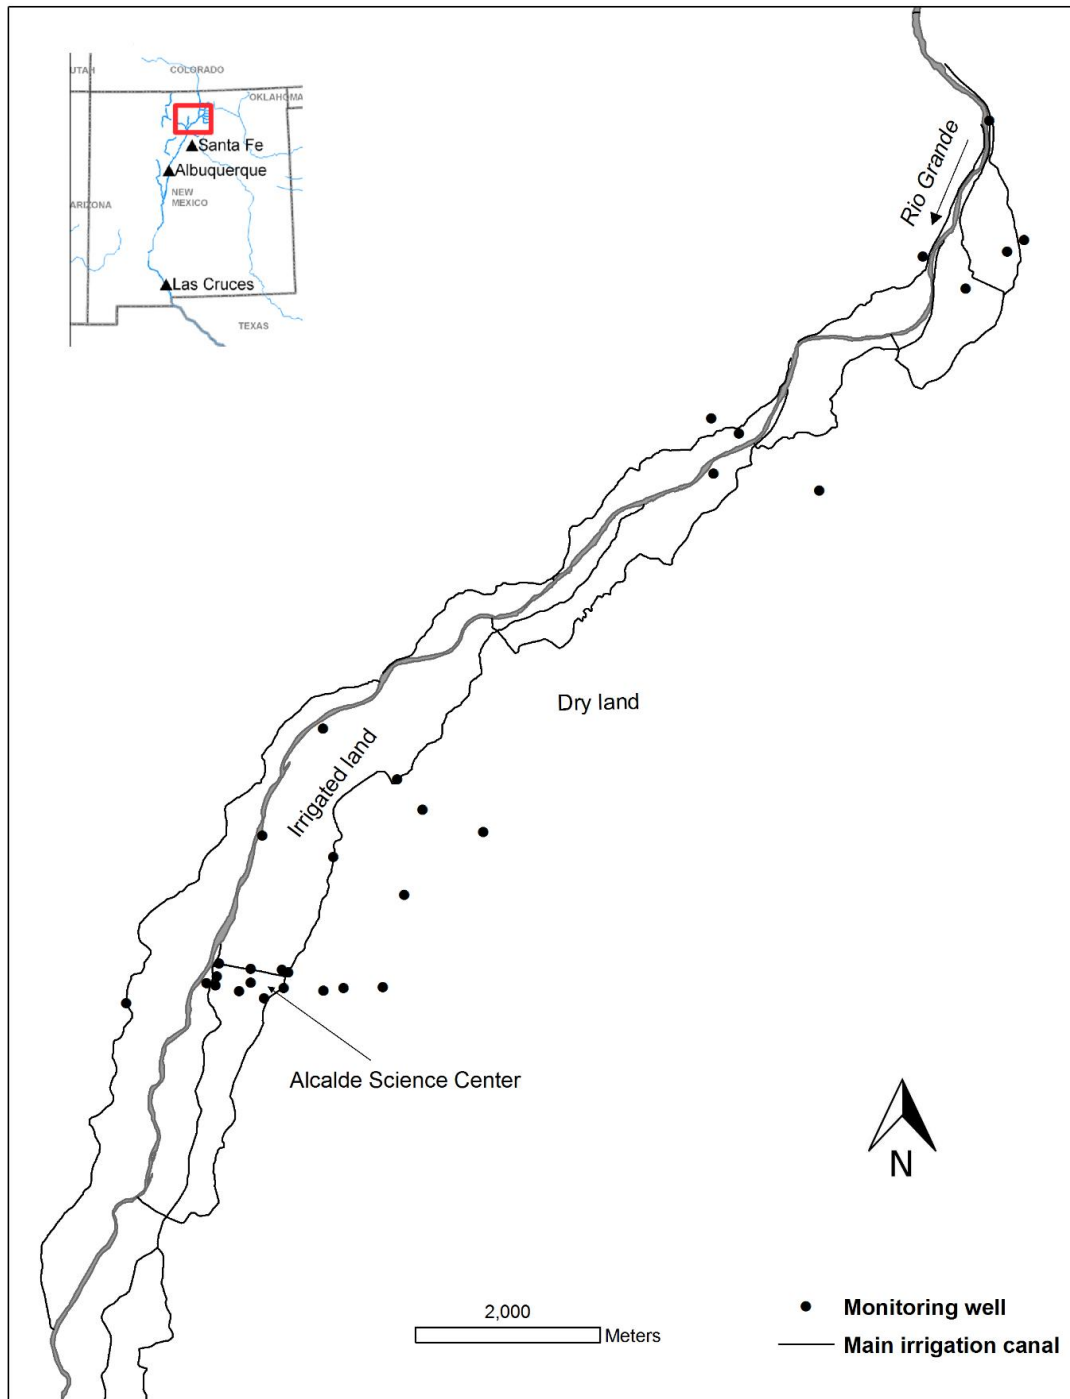 UTAH
COLORADO
OKLAHOMA
Santa Fe
Albuquerque
NEW
MEXICO
ARIZONA
Las Cruces
TEXAS
Rio Grande
Dry land
Irrigated land
Alcalde Science Center
N
2,000
Meters
Monitoring well
Main irrigation canal